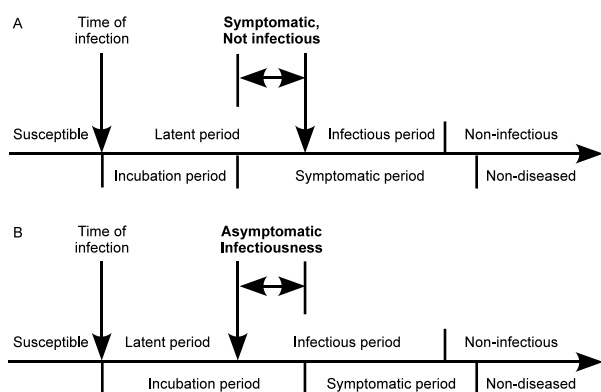 A
Time of
infection
Symptomatic,
Not infectious
Susceptible
Latent period
Infectious period
Non-infectious
Incubation period
Symptomatic period
Non-diseased
B
Time of
infection
Asymptomatic
Infectiousness
Susceptible
Latent period
Infectious period
Non-infectious
Incubation period
Symptomatic period
Non-diseased